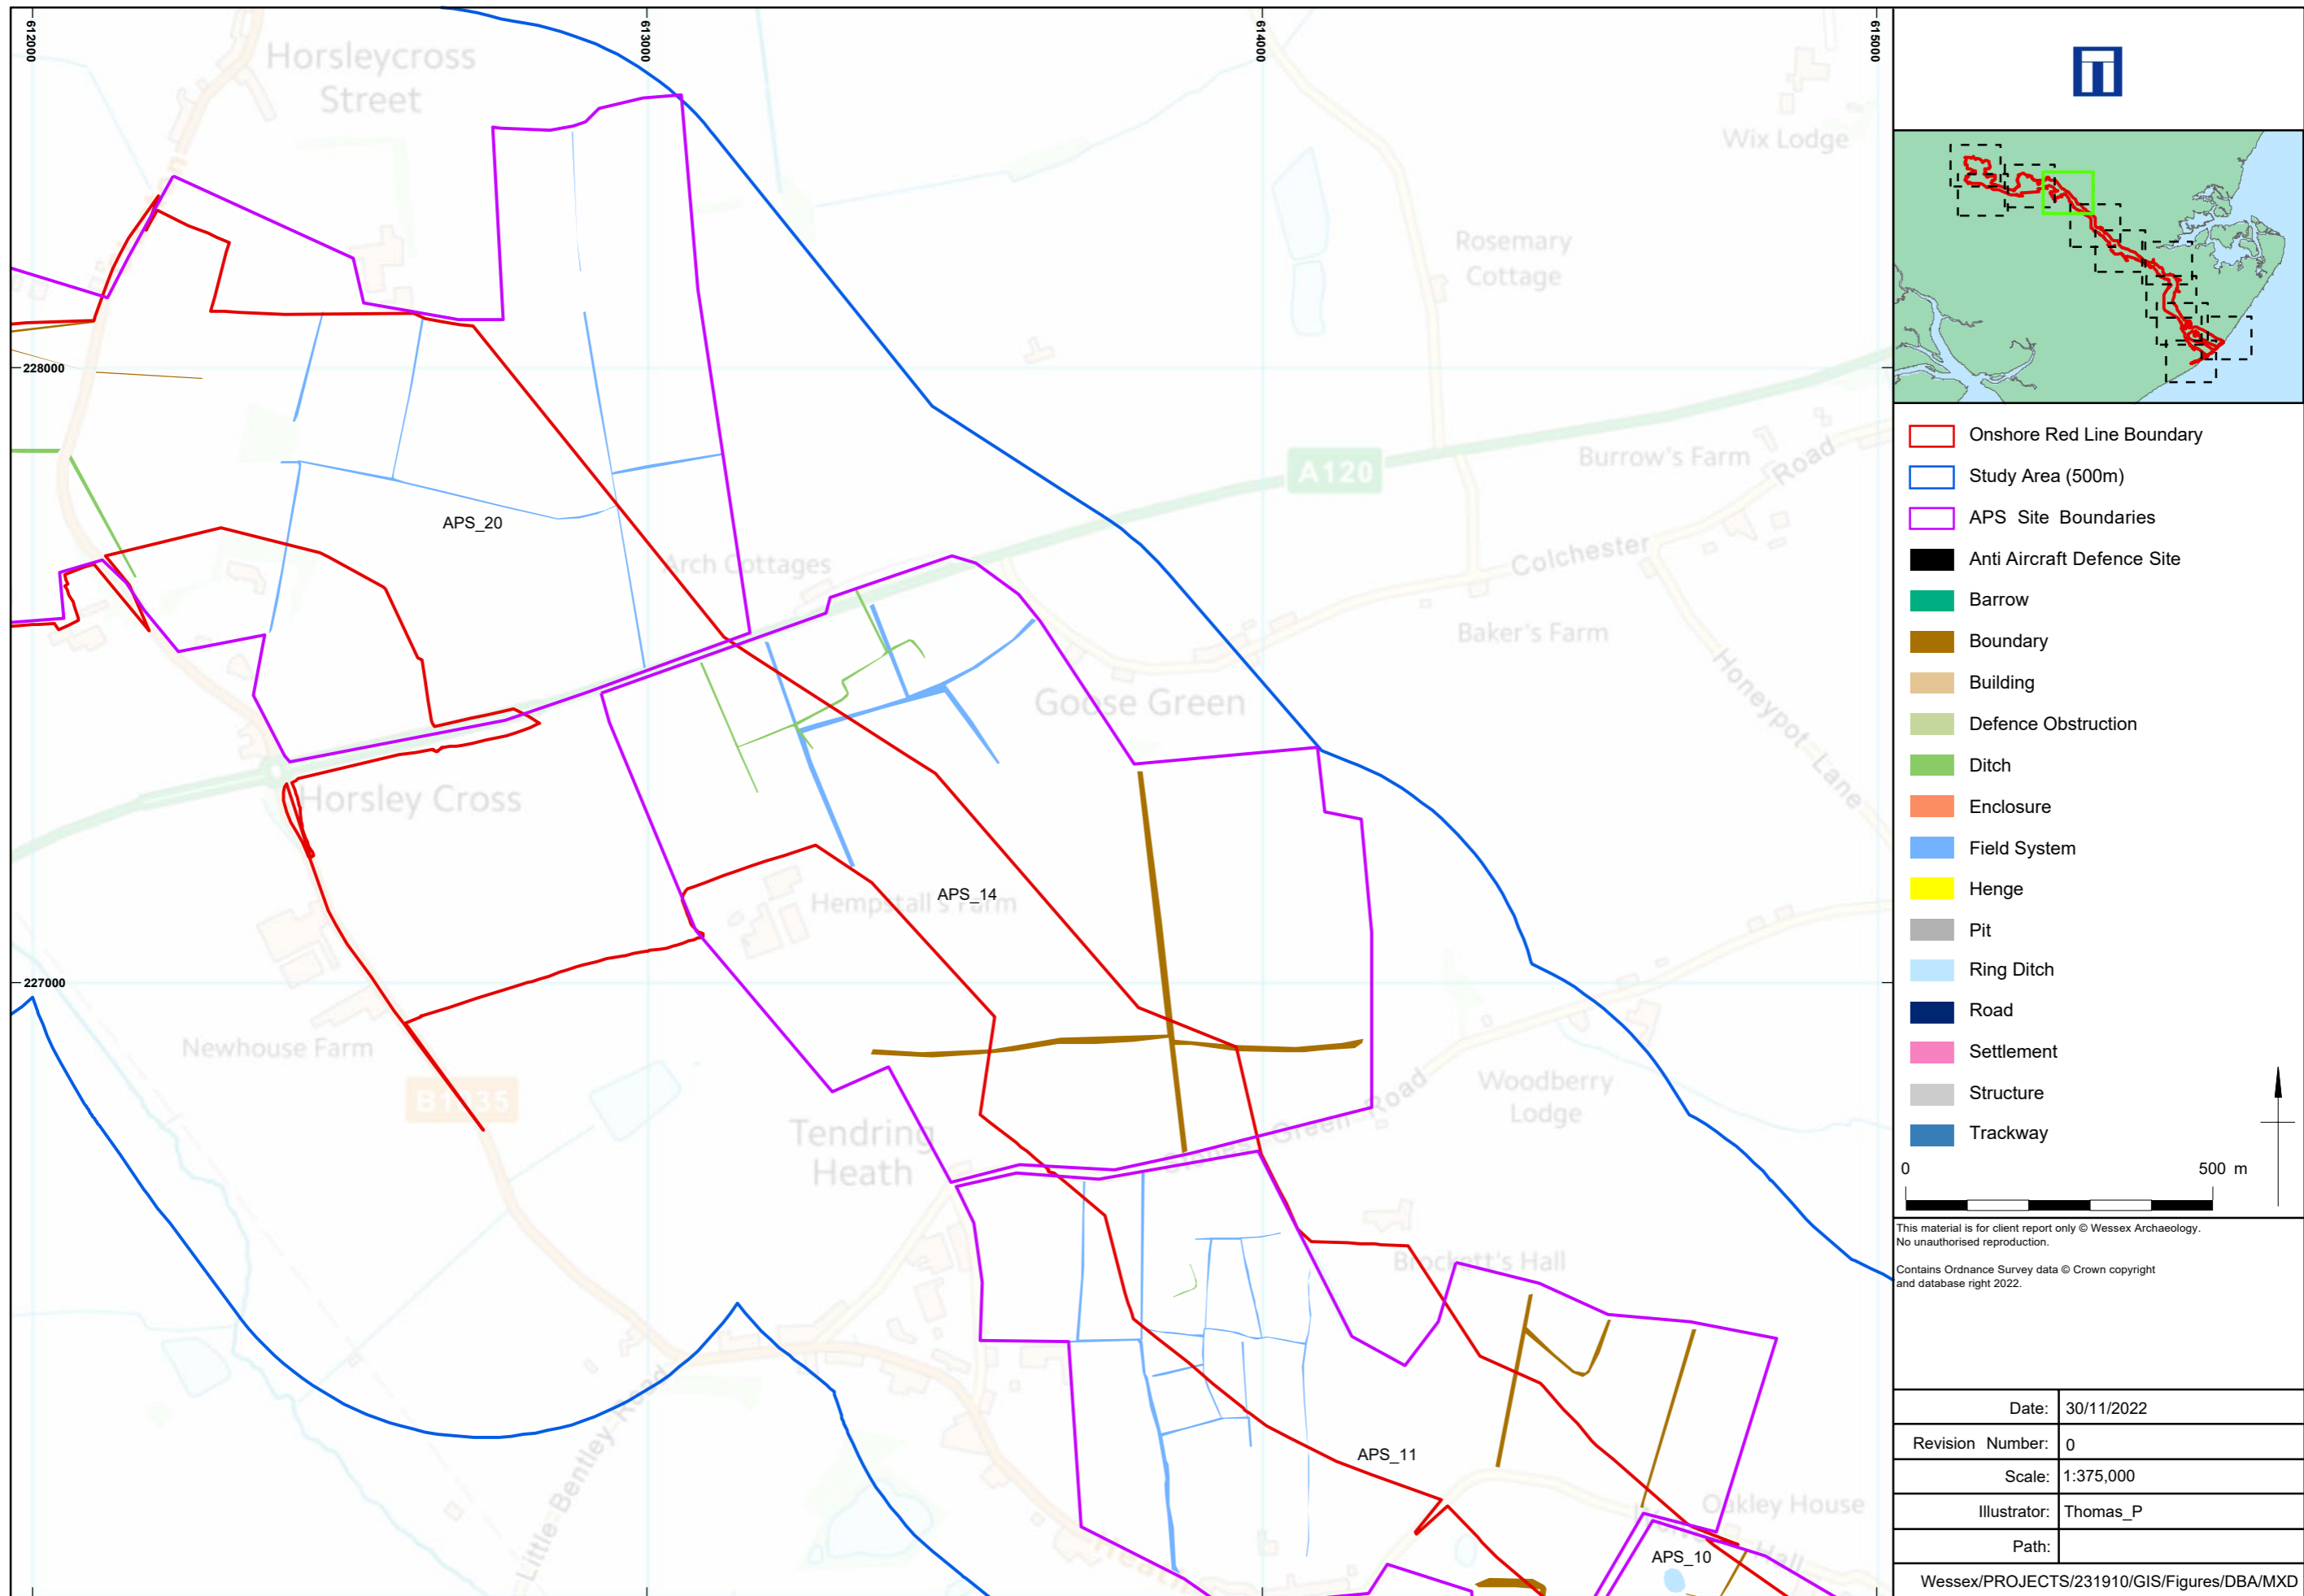 612000
613000
614000
615000
Horsleycross
Street
Wix Lodge
Rosemary
Cottage
228000
A120
Burrow's Farm
Road
APS_20
Arch Cottages
Colchester
Baker's Farm
Goose Green
Honeypot Lane
Horsley Cross
APS_14
Hempstall's Farm
227000
Newhouse Farm
B1035
Woodberry
Lodge
Green Road
Tendring
Heath
Brockett's Hall
Little Bentley Road
Heath
APS_11
Oakley House
Hall
APS_10
Onshore Red Line Boundary
Study Area (500m)
APS Site Boundaries
Anti Aircraft Defence Site
Barrow
Boundary
Building
Defence Obstruction
Ditch
Enclosure
Field System
Henge
Pit
Ring Ditch
Road
Settlement
Structure
Trackway
0 500 m
This material is for client report only © Wessex Archaeology.
No unauthorised reproduction.
Contains Ordnance Survey data © Crown copyright
and database right 2022.
Date: 30/11/2022
Revision Number: 0
Scale: 1:375,000
Illustrator: Thomas_P
Path:
Wessex/PROJECTS/231910/GIS/Figures/DBA/MXD